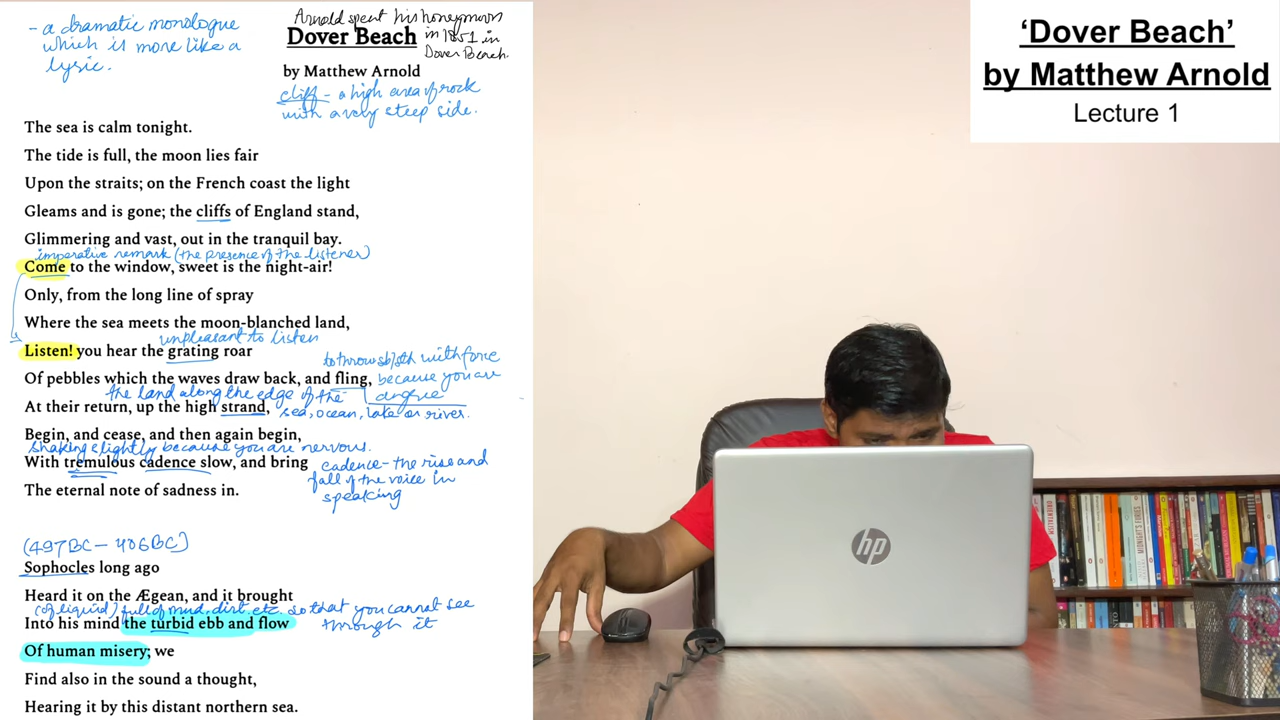 - a dramatic monologue
which is more like a
lyric.
Arnold spent his honeymoon
in 1851 in
Dover Beach.
Dover Beach
by Matthew Arnold
cliff - a high area of rock
with a very steep side.
The sea is calm tonight.
The tide is full, the moon lies fair
Upon the straits; on the French coast the light
Gleams and is gone; the cliffs of England stand,
Glimmering and vast, out in the tranquil bay.
imperative remark (the presence of the listener)
Come to the window, sweet is the night-air!
Only, from the long line of spray
Where the sea meets the moon-blanched land,
unpleasant to listen
Listen! you hear the grating roar
to throw sb/sth with force
Of pebbles which the waves draw back, and fling,
because you are
angrie
the land along the edge of the
At their return, up the high strand,
sea, ocean, lake or river.
Begin, and cease, and then again begin,
shaking slightly because you are nervous.
With tremulous cadence slow, and bring
cadence - the rise and
fall of the voice in
speaking
The eternal note of sadness in.
(497BC - 406BC)
Sophocles long ago
Heard it on the Ægean, and it brought
(of liquid) full of mud, dirt, etc. so that you cannot see
through it
Into his mind the turbid ebb and flow
Of human misery; we
Find also in the sound a thought,
Hearing it by this distant northern sea.
‘Dover Beach’
by Matthew Arnold
Lecture 1
hp
ORIENTALISM
MIDNIGHT'S